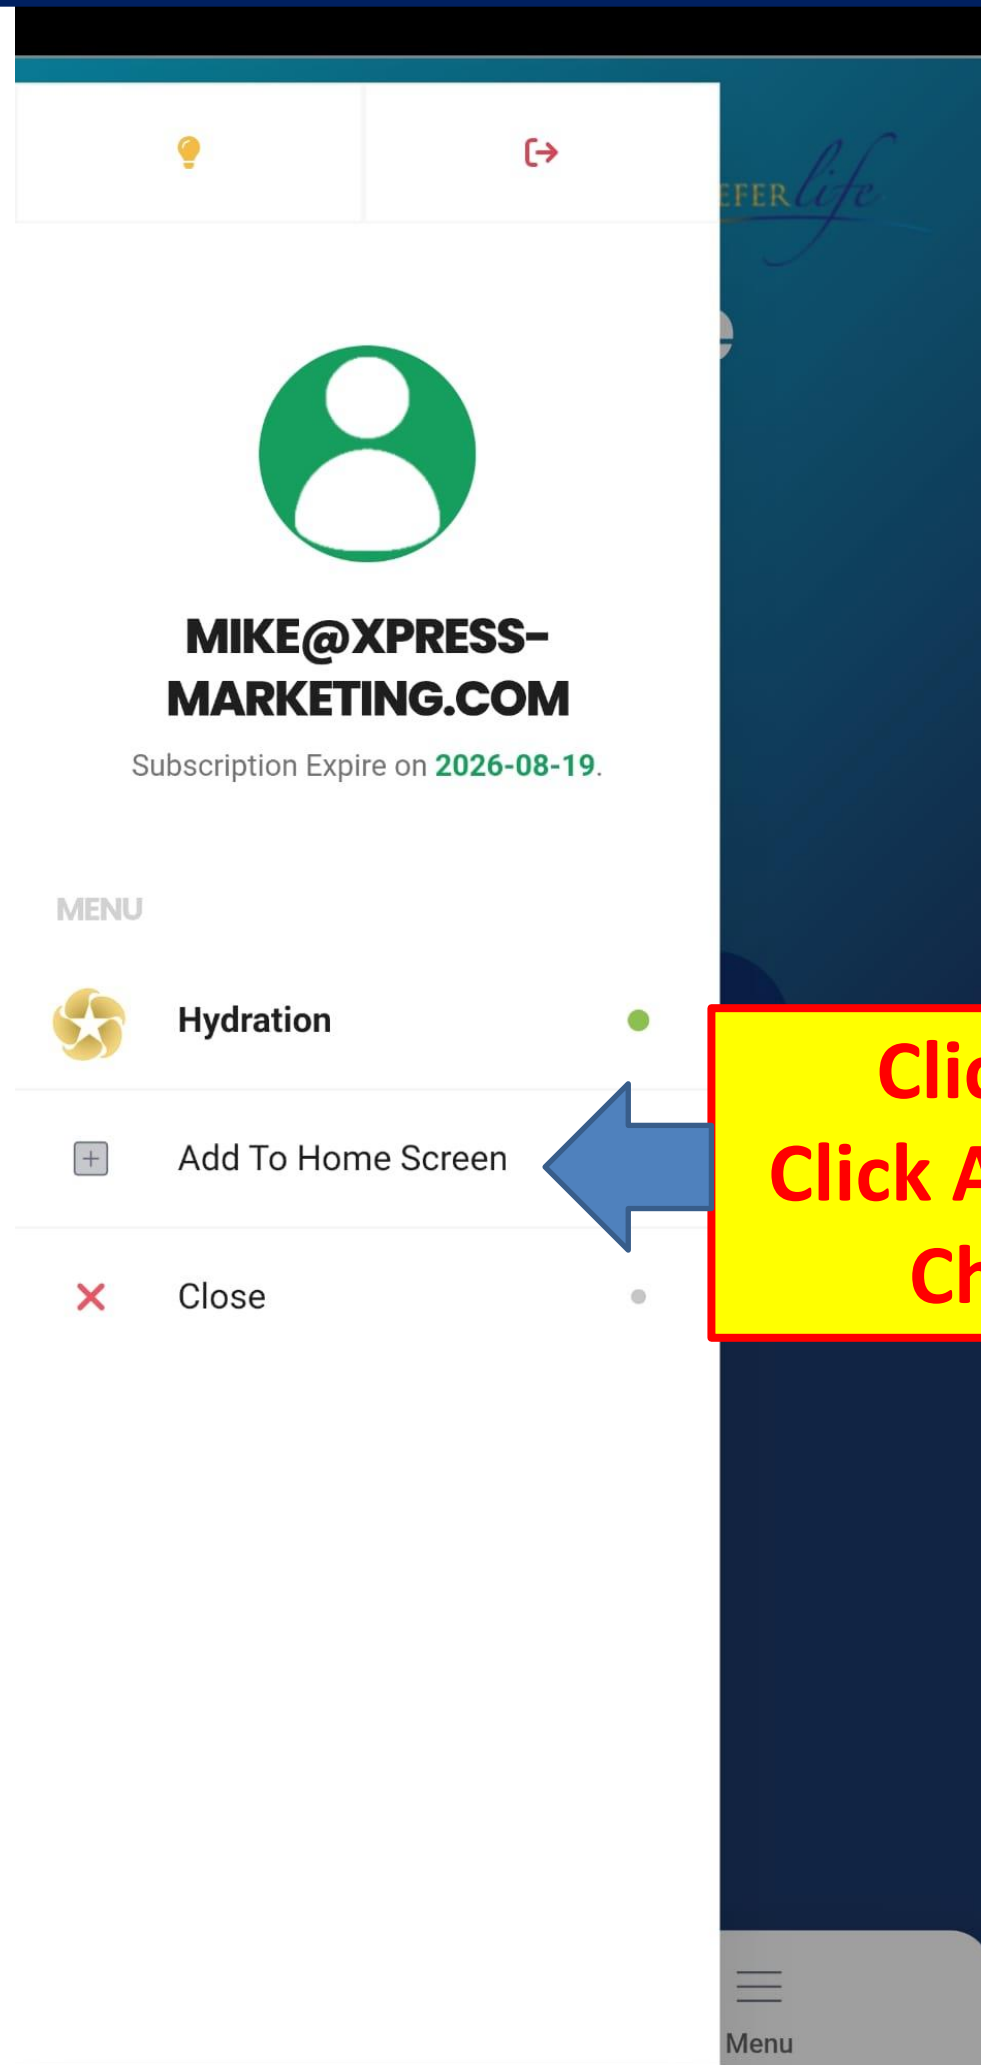 life
MIKE@XPRESS-
MARKETING.COM
Subscription Expire on 2026-08-19.
MENU
Hydration
Add To Home Screen
Click
Close
Menu